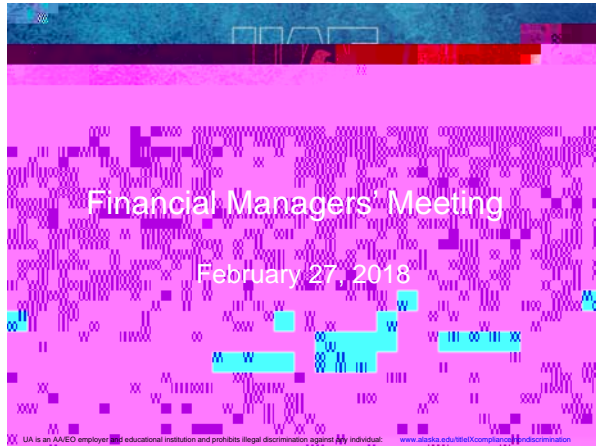 UAF
Financial Managers' Meeting
February 27, 2018
UA is an AA/EO employer and educational institution and prohibits illegal discrimination against any individual: www.alaska.edu/titleIXcompliance/nondiscrimination